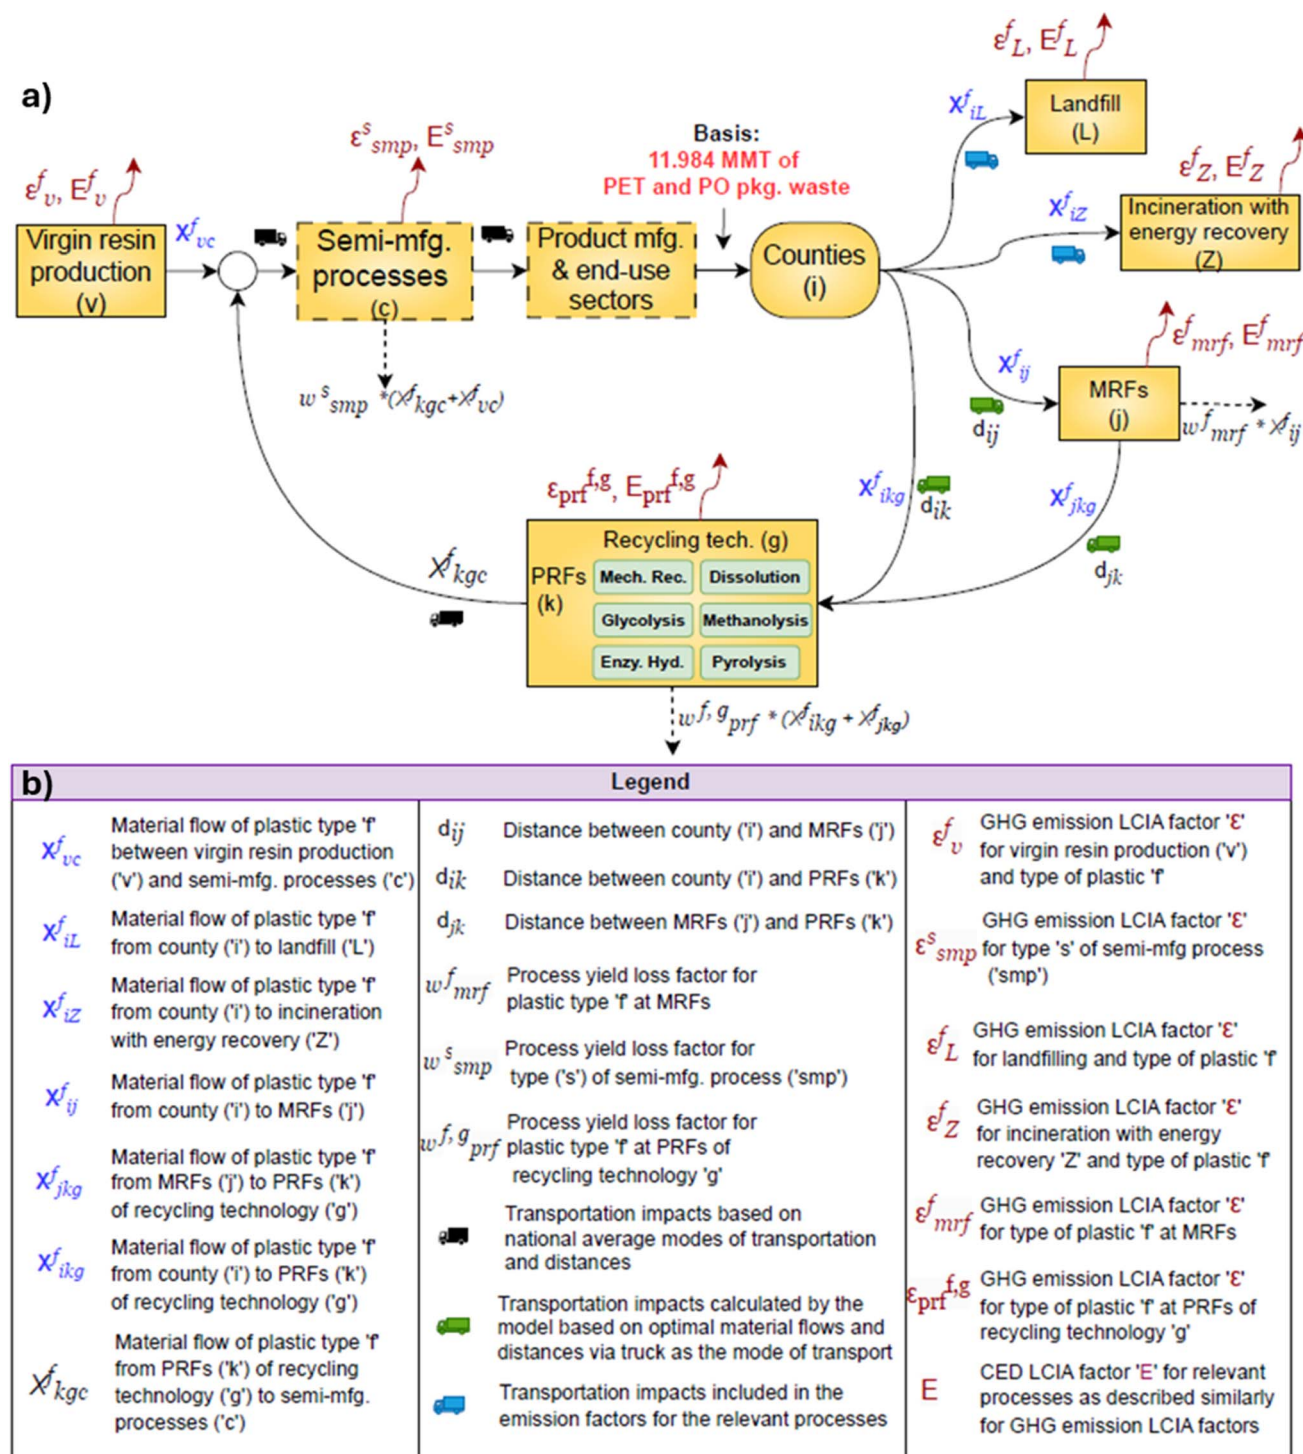 a)
ε^f_L, E^f_L
Landfill
(L)
X^f_iL
Basis:
11.984 MMT of
PET and PO pkg. waste
ε^s_smp, E^s_smp
ε^f_Z, E^f_Z
ε^f_v, E^f_v
X^f_iZ
Incineration with
energy recovery
(Z)
X^f_vc
Virgin resin
production
(v)
Semi-mfg.
processes
(c)
Product mfg.
& end-use
sectors
Counties
(i)
ε^f_mrf, E^f_mrf
X^f_ij
MRFs
(j)
w^s_smp *(X^f_kgc+X^f_vc)
d_ij
w^f_mrf * X^f_ij
ε_prf^f,g, E_prf^f,g
X^f_ikg
d_ik
X^f_jkg
d_jk
Recycling tech. (g)
X^f_kgc
PRFs
(k)
Mech. Rec.
Dissolution
Glycolysis
Methanolysis
Enzy. Hyd.
Pyrolysis
w^f,g_prf *(X^f_ikg + X^f_jkg)
b)
Legend
X^f_vc
Material flow of plastic type 'f'
between virgin resin production
('v') and semi-mfg. processes ('c')
X^f_iL
Material flow of plastic type 'f'
from county ('i') to landfill ('L')
X^f_iZ
Material flow of plastic type 'f'
from county ('i') to incineration
with energy recovery ('Z')
X^f_ij
Material flow of plastic type 'f'
from county ('i') to MRFs ('j')
X^f_jkg
Material flow of plastic type 'f'
from MRFs ('j') to PRFs ('k')
of recycling technology ('g')
X^f_ikg
Material flow of plastic type 'f'
from county ('i') to PRFs ('k')
of recycling technology ('g')
X^f_kgc
Material flow of plastic type 'f'
from PRFs ('k') of recycling
technology ('g') to semi-mfg.
processes ('c')
d_ij Distance between county ('i') and MRFs ('j')
d_ik Distance between county ('i') and PRFs ('k')
d_jk Distance between MRFs ('j') and PRFs ('k')
w^f_mrf
Process yield loss factor for
plastic type 'f' at MRFs
w^s_smp
Process yield loss factor for
type ('s') of semi-mfg. process ('smp')
w^f,g_prf
Process yield loss factor for
plastic type 'f' at PRFs of
recycling technology 'g'
Transportation impacts based on
national average modes of transportation
and distances
Transportation impacts calculated by the
model based on optimal material flows and
distances via truck as the mode of transport
Transportation impacts included in the
emission factors for the relevant processes
ε^f_v
GHG emission LCIA factor 'Ɛ'
for virgin resin production ('v')
and type of plastic 'f'
ε^s_smp
GHG emission LCIA factor 'Ɛ'
for type 's' of semi-mfg process
('smp')
ε^f_L
GHG emission LCIA factor 'Ɛ'
for landfilling and type of plastic 'f'
ε^f_Z
GHG emission LCIA factor 'Ɛ'
for incineration with energy
recovery 'Z' and type of plastic 'f'
ε^f_mrf
GHG emission LCIA factor 'Ɛ'
for type of plastic 'f' at MRFs
ε_prf^f,g
GHG emission LCIA factor 'Ɛ'
for type of plastic 'f' at PRFs of
recycling technology 'g'
E
CED LCIA factor 'E' for relevant
processes as described similarly
for GHG emission LCIA factors